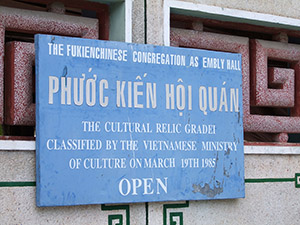 THE FUKIENCHINESE CONGREGATION AS EMBLY HALL
PHƯỚC KIẾN HỘI QUÁN
THE CULTURAL RELIC GRADEI
CLASSIFIED BY THE VIETNAMESE MINISTRY
OF CULTURE ON MARCH 19TH 1985
OPEN